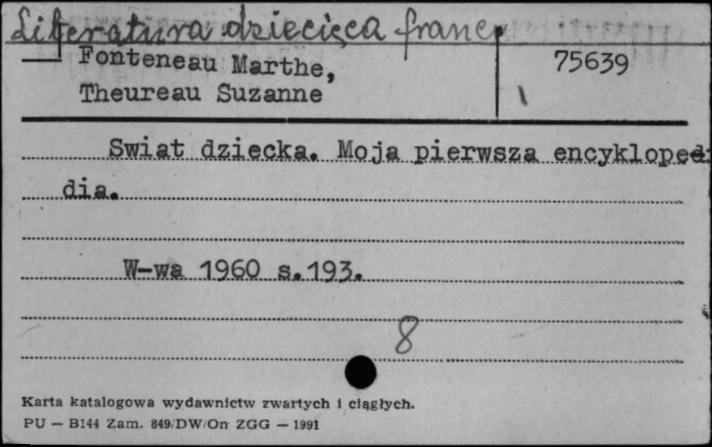 Literatura dziecięca franc.
Fonteneau Marthe,
Theureau Suzanne
75639
Swiat dziecka. Moja pierwsza encykloped
dia.
W-wa 1960 s.193.
8
Karta katalogowa wydawnictw zwartych i ciągłych.
PU — B144 Zam. 849/DW/On ZGG — 1991